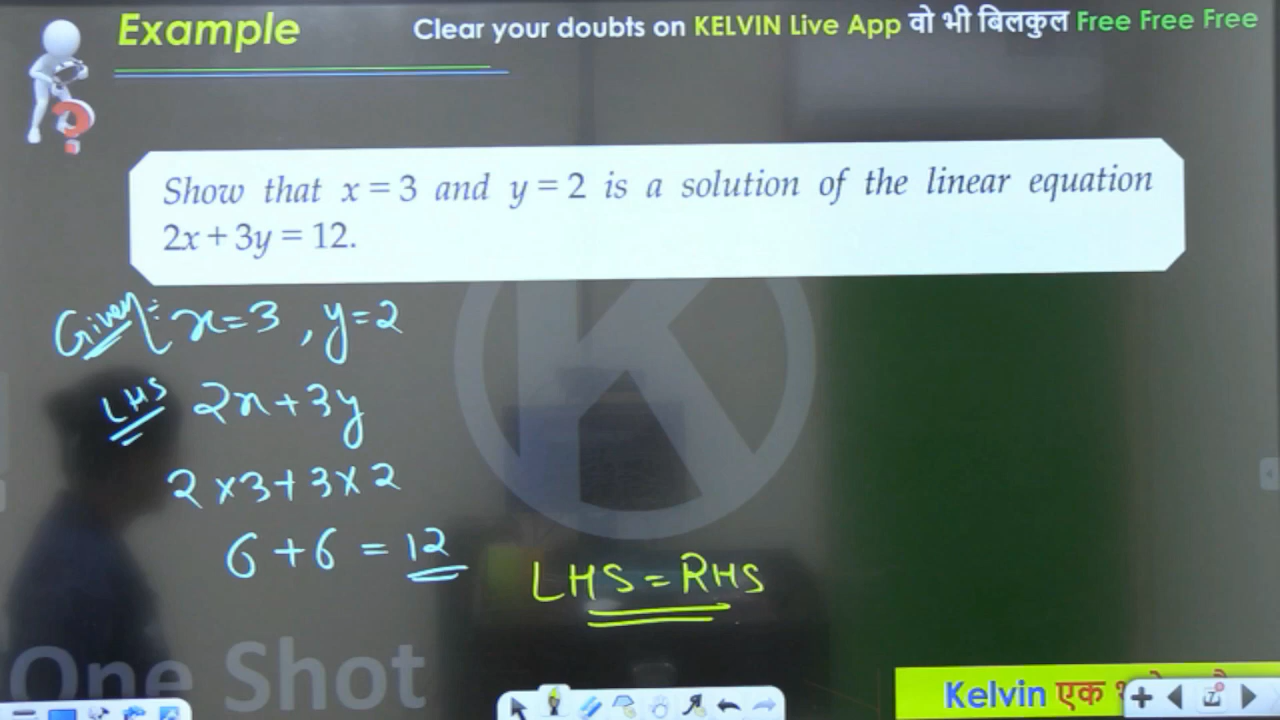 Example
Clear your doubts on KELVIN Live App वो भी बिलकुल Free Free Free
Show that x = 3 and y = 2 is a solution of the linear equation
2x + 3y = 12.
Given:- x=3 , y=2
LHS 2x+3y
2×3+3×2
6+6 = 12
LHS = RHS
One Shot
Kelvin एक